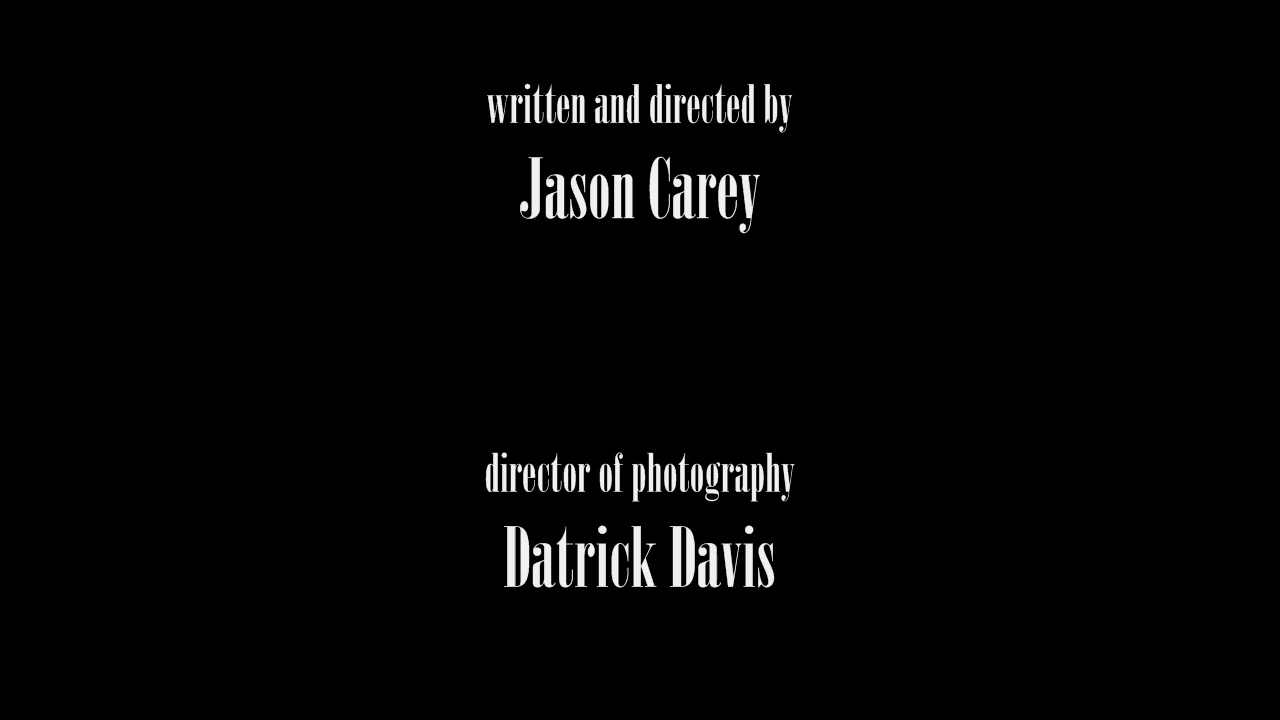 written and directed by
Jason Carey
director of photography
Datrick Davis